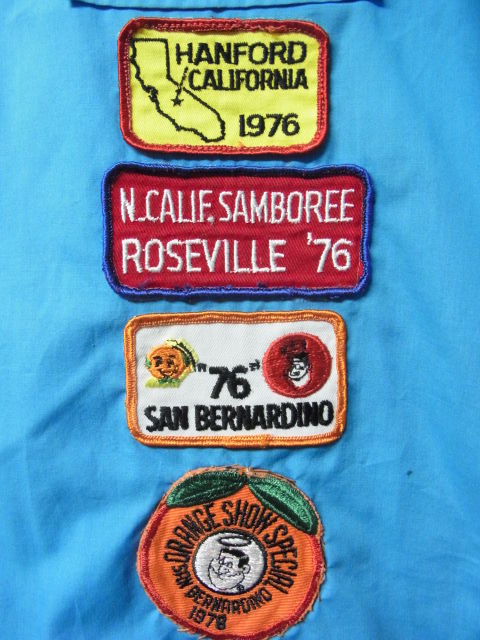 HANFORD
CALIFORNIA
1976
N. CALIF. SAMBOREE
ROSEVILLE '76
"76"
SAN BERNARDINO
ORANGE SHOW SPECIAL
SAN BERNARDINO
1978